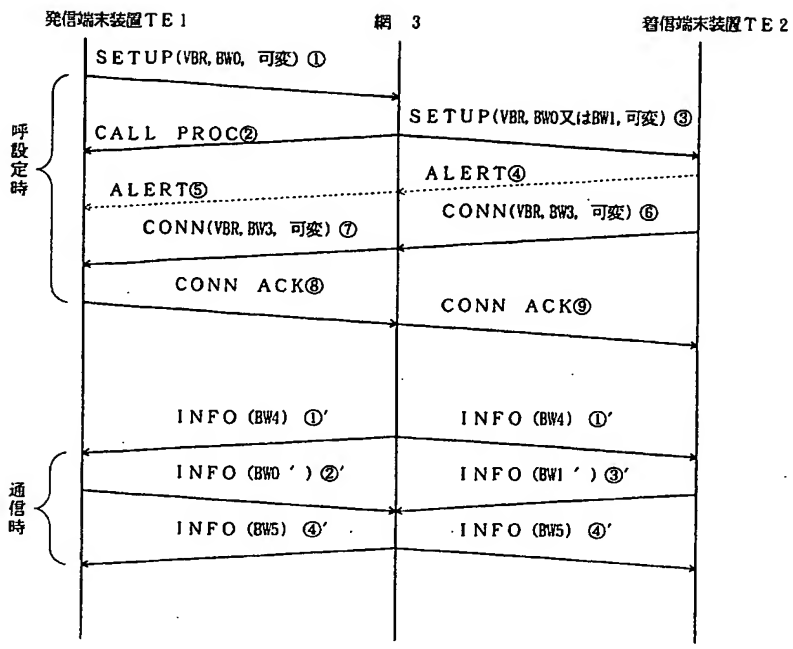 発信端末装置TE1
網 3
着信端末装置TE2
SETUP(VBR, BW0, 可変) ①
SETUP(VBR, BW0又はBW1, 可変) ③
CALL PROC②
ALERT④
ALERT⑤
CONN(VBR, BW3, 可変) ⑥
CONN(VBR, BW3, 可変) ⑦
CONN ACK⑧
CONN ACK⑨
呼設定時
INFO (BW4) ①′
INFO (BW4) ①′
INFO (BW0 ′) ②′
INFO (BW1 ′) ③′
INFO (BW5) ④′
INFO (BW5) ④′
通信時